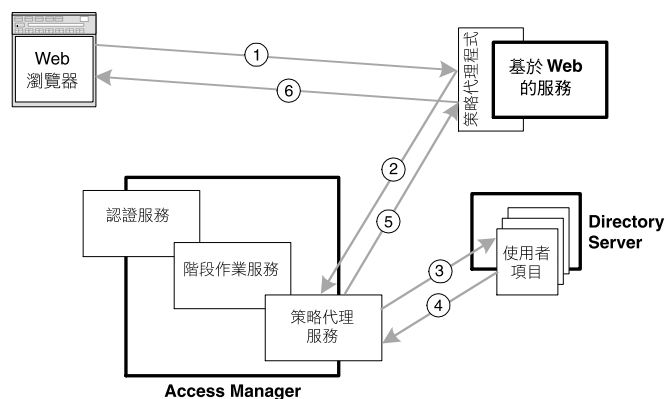 Web
瀏覽器
1
6
策略代理程式
基於 Web
的服務
2
5
認證服務
階段作業服務
策略代理
服務
3
4
使用者
項目
Directory
Server
Access Manager